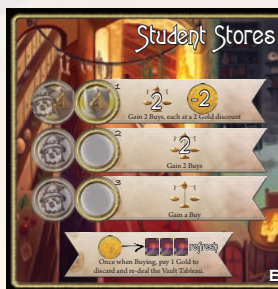 Student Stores
1
2 -2
Gain 2 Buys, each at a 2 Gold discount
2
2
Gain 2 Buys
3
Gain a Buy
refresh
Once when Buying, pay 1 Gold to
discard and re-deal the Vault Tableau.
E